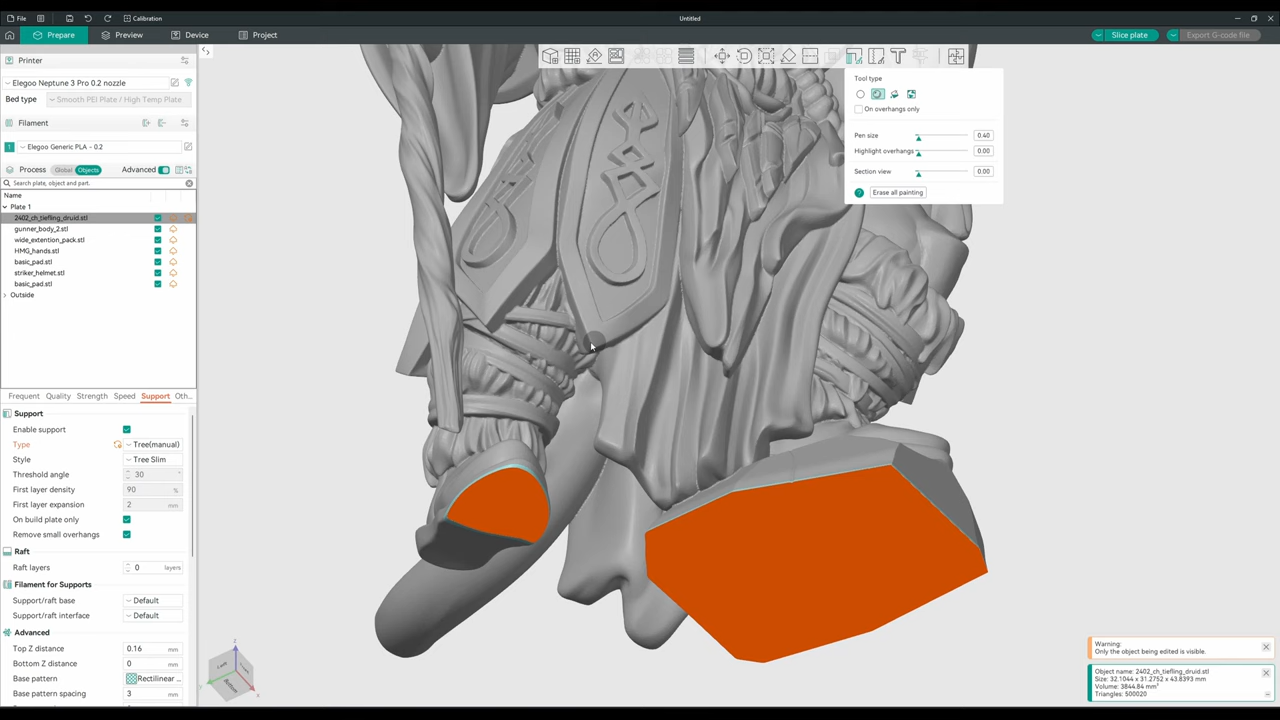 File
Calibration
Untitled
Prepare
Preview
Device
Project
Slice plate
Export G-code file
Printer
Elegoo Neptune 3 Pro 0.2 nozzle
Bed type
Smooth PEI Plate / High Temp Plate
Filament
1
Elegoo Generic PLA - 0.2
Process
Global
Objects
Advanced
Search plate, object and part.
Name
Plate 1
2402_ch_tiefling_druid.stl
gunner_body_2.stl
wide_extention_pack.stl
HMG_hands.stl
basic_pad.stl
striker_helmet.stl
basic_pad.stl
Outside
Frequent
Quality
Strength
Speed
Support
Oth...
Support
Enable support
Type
Tree(manual)
Style
Tree Slim
Threshold angle
30
°
First layer density
90
%
First layer expansion
2
mm
On build plate only
Remove small overhangs
Raft
Raft layers
0
layers
Filament for Supports
Support/raft base
Default
Support/raft interface
Default
Advanced
Top Z distance
0.16
mm
Bottom Z distance
0
mm
Base pattern
Rectilinear ...
Base pattern spacing
3
mm
Tool type
On overhangs only
Pen size
0.40
Highlight overhangs
0.00
Section view
0.00
?
Erase all painting
Bottom
Z
Y
X
Warning:
Only the object being edited is visible.
Object name: 2402_ch_tiefling_druid.stl
Size: 32.1044 x 31.2752 x 43.8393 mm
Volume: 3844.84 mm³
Triangles: 500020